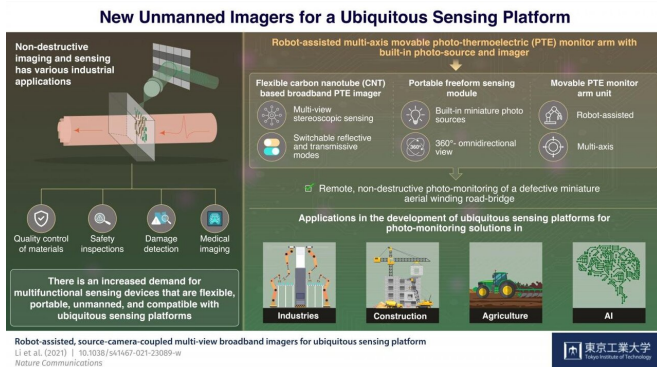 New Unmanned Imagers for a Ubiquitous Sensing Platform
Non-destructive
imaging and sensing
has various industrial
applications
Quality control
of materials
Safety
inspections
Damage
detection
Medical
imaging
There is an increased demand for
multifunctional sensing devices that are flexible,
portable, unmanned, and compatible with
ubiquitous sensing platforms
Robot-assisted multi-axis movable photo-thermoelectric (PTE) monitor arm with
built-in photo-source and imager
Flexible carbon nanotube (CNT)
based broadband PTE imager
Multi-view
stereoscopic sensing
Switchable reflective
and transmissive
modes
Portable freeform sensing
module
Built-in miniature photo
sources
360°
360°- omnidirectional
view
Movable PTE monitor
arm unit
Robot-assisted
Multi-axis
Remote, non-destructive photo-monitoring of a defective miniature
aerial winding road-bridge
Applications in the development of ubiquitous sensing platforms for
photo-monitoring solutions in
Industries
Construction
Agriculture
AI
Robot-assisted, source-camera-coupled multi-view broadband imagers for ubiquitous sensing platform
Li et al. (2021) | 10.1038/s41467-021-23089-w
Nature Communications
東京工業大学
Tokyo Institute of Technology